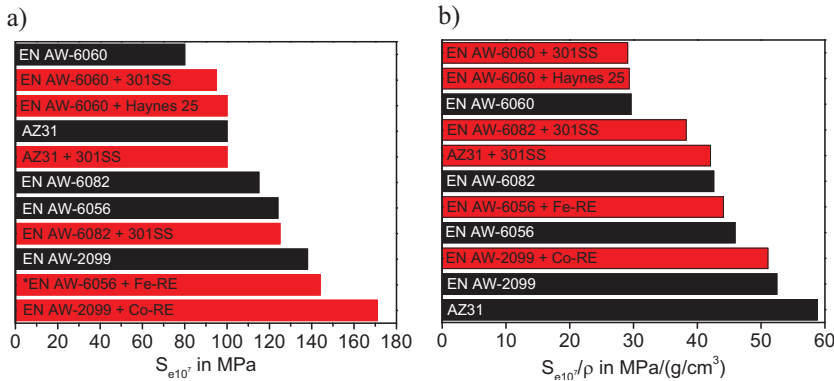 a)
EN AW-6060
EN AW-6060 + 301SS
EN AW-6060 + Haynes 25
AZ31
AZ31 + 301SS
EN AW-6082
EN AW-6056
EN AW-6082 + 301SS
EN AW-2099
*EN AW-6056 + Fe-RE
EN AW-2099 + Co-RE
0 20 40 60 80 100 120 140 160 180
Se10⁷ in MPa
b)
EN AW-6060 + 301SS
EN AW-6060 + Haynes 25
EN AW-6060
EN AW-6082 + 301SS
AZ31 + 301SS
EN AW-6082
EN AW-6056 + Fe-RE
EN AW-6056
EN AW-2099 + Co-RE
EN AW-2099
AZ31
0 10 20 30 40 50 60
Se10⁷/ρ in MPa/(g/cm³)